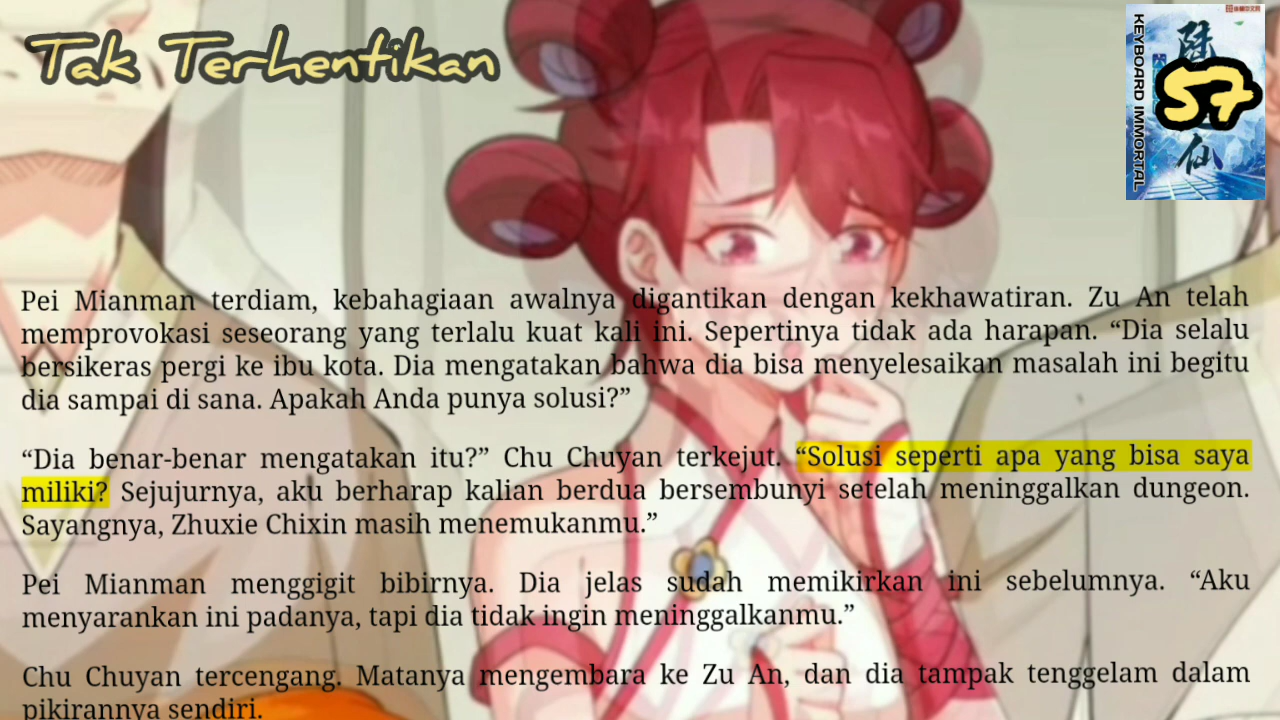 Tak Terhentikan
KEYBOARD IMMORTAL
陆
仙
57
Pei Mianman terdiam, kebahagiaan awalnya digantikan dengan kekhawatiran. Zu An telah
memprovokasi seseorang yang terlalu kuat kali ini. Sepertinya tidak ada harapan. “Dia selalu
bersikeras pergi ke ibu kota. Dia mengatakan bahwa dia bisa menyelesaikan masalah ini begitu
dia sampai di sana. Apakah Anda punya solusi?”
“Dia benar-benar mengatakan itu?” Chu Chuyan terkejut. “Solusi seperti apa yang bisa saya
miliki? Sejujurnya, aku berharap kalian berdua bersembunyi setelah meninggalkan dungeon.
Sayangnya, Zhuxie Chixin masih menemukanmu.”
Pei Mianman menggigit bibirnya. Dia jelas sudah memikirkan ini sebelumnya. “Aku
menyarankan ini padanya, tapi dia tidak ingin meninggalkanmu.”
Chu Chuyan tercengang. Matanya mengembara ke Zu An, dan dia tampak tenggelam dalam
pikirannya sendiri.